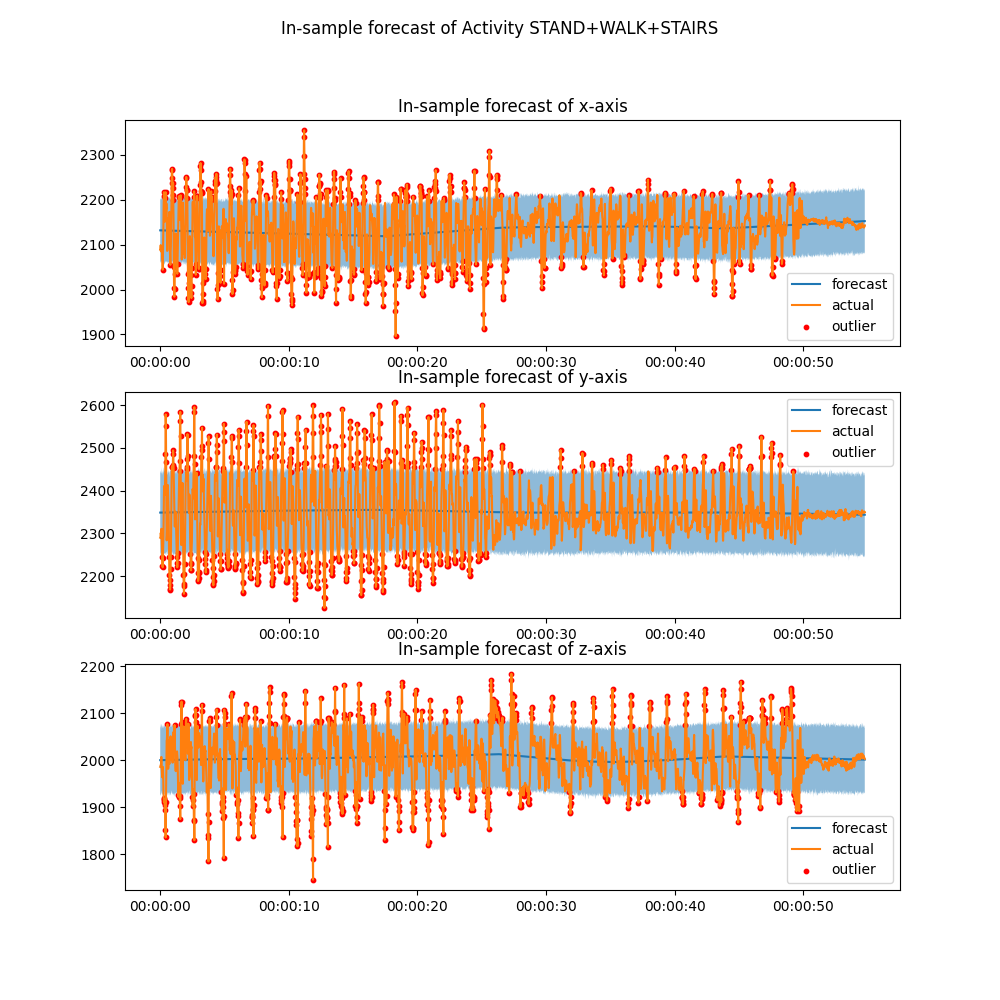 In-sample forecast of Activity STAND+WALK+STAIRS
In-sample forecast of x-axis
2300
2200
2100
2000
1900
forecast
actual
outlier
00:00:00 00:00:10 00:00:20 00:00:30 00:00:40 00:00:50
In-sample forecast of y-axis
2600
2500
2400
2300
2200
forecast
actual
outlier
00:00:00 00:00:10 00:00:20 00:00:30 00:00:40 00:00:50
In-sample forecast of z-axis
2200
2100
2000
1900
1800
forecast
actual
outlier
00:00:00 00:00:10 00:00:20 00:00:30 00:00:40 00:00:50